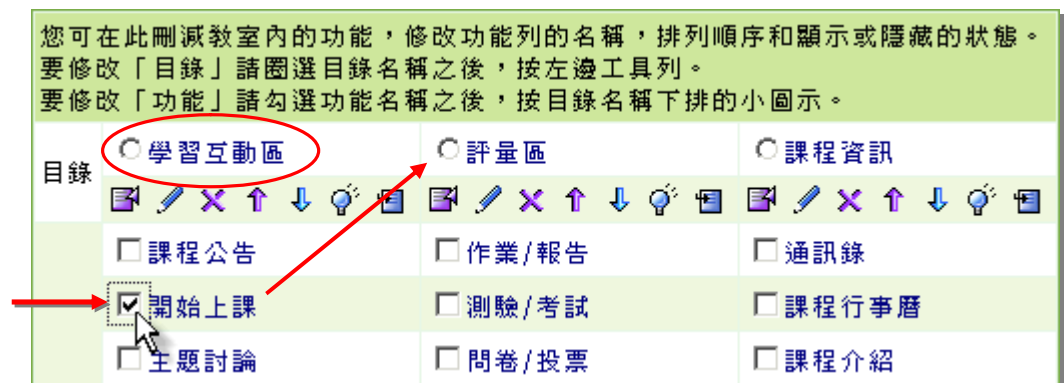 您可在此刪減教室內的功能，修改功能列的名稱，排列順序和顯示或隱藏的狀態。
要修改「目錄」請圈選目錄名稱之後，按左邊工具列。
要修改「功能」請勾選功能名稱之後，按目錄名稱下排的小圖示。
目錄 學習互動區 評量區 課程資訊
課程公告 作業/報告 通訊錄
開始上課 測驗/考試 課程行事曆
主題討論 問卷/投票 課程介紹